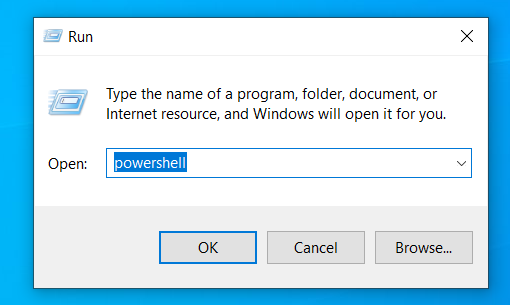 Run
Type the name of a program, folder, document, or
Internet resource, and Windows will open it for you.
Open: powershell
OK Cancel Browse...